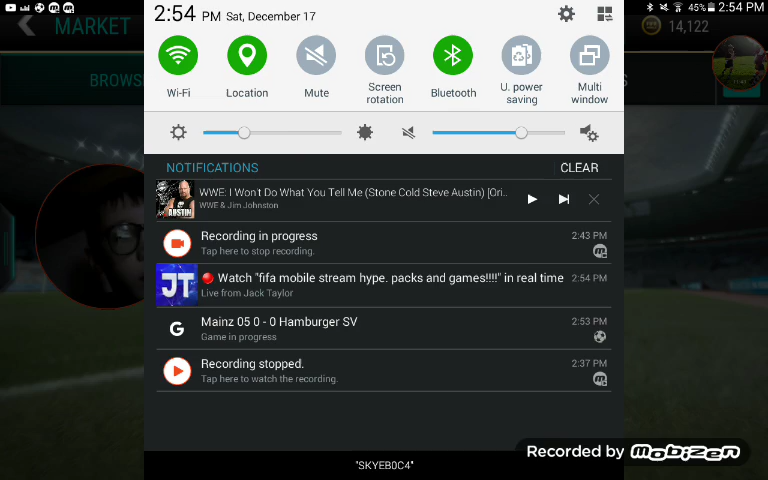 2:54 PM Sat, December 17
45% 2:54 PM
MARKET
14,122
BROWS
S
Wi-Fi
Location
Mute
Screen rotation
Bluetooth
U. power saving
Multi window
NOTIFICATIONS
CLEAR
AUSTIN
WWE: I Won't Do What You Tell Me (Stone Cold Steve Austin) [Ori..
WWE & Jim Johnston
Recording in progress
2:43 PM
Tap here to stop recording.
JT
Watch "fifa mobile stream hype. packs and games!!!!" in real time
2:54 PM
Live from Jack Taylor
G
Mainz 05 0 - 0 Hamburger SV
2:53 PM
Game in progress
Recording stopped.
2:37 PM
Tap here to watch the recording.
Recorded by mobizen
"SKYEB0C4"